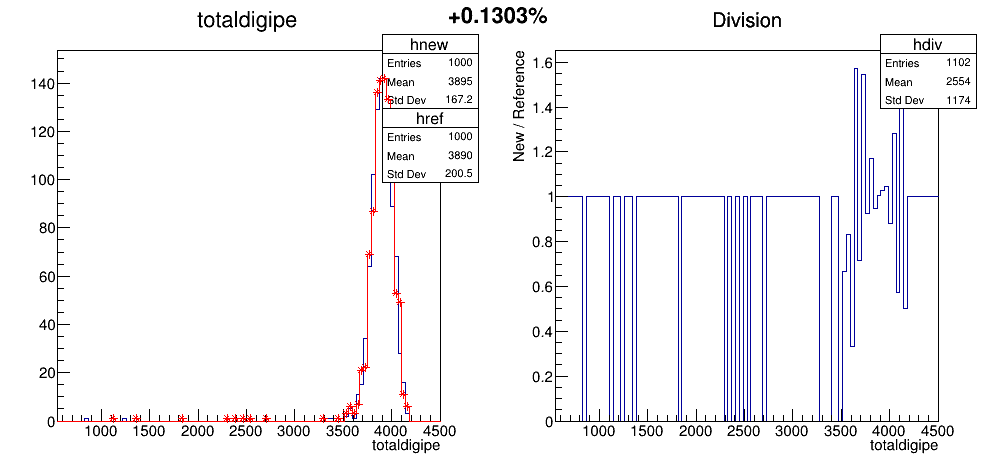 +0.1303%
totaldigipe
hnew
Entries 1000
Mean 3895
Std Dev 167.2
href
Entries 1000
Mean 3890
Std Dev 200.5
140
120
100
80
60
40
20
0
1000 1500 2000 2500 3000 3500 4000 4500
totaldigipe
Division
hdiv
Entries 1102
Mean 2554
Std Dev 1174
New / Reference
1.6
1.4
1.2
1
0.8
0.6
0.4
0.2
0
1000 1500 2000 2500 3000 3500 4000 4500
totaldigipe